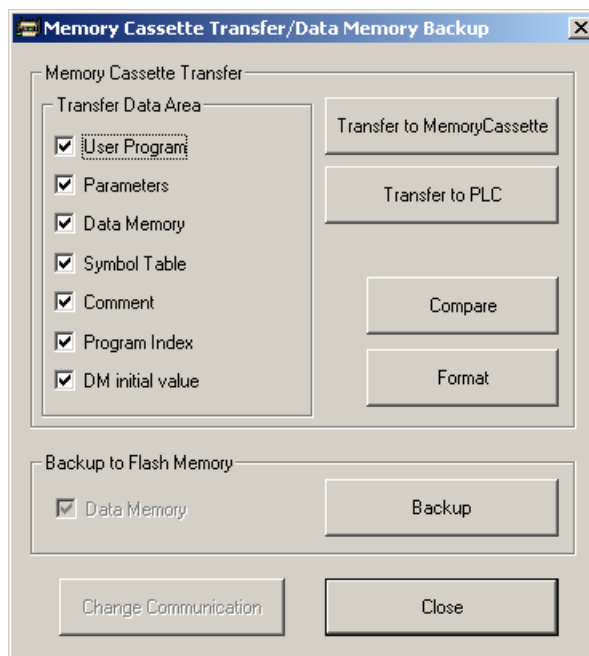 Memory Cassette Transfer/Data Memory Backup
Memory Cassette Transfer
Transfer Data Area
User Program
Parameters
Data Memory
Symbol Table
Comment
Program Index
DM initial value
Transfer to MemoryCassette
Transfer to PLC
Compare
Format
Backup to Flash Memory
Data Memory
Backup
Change Communication
Close